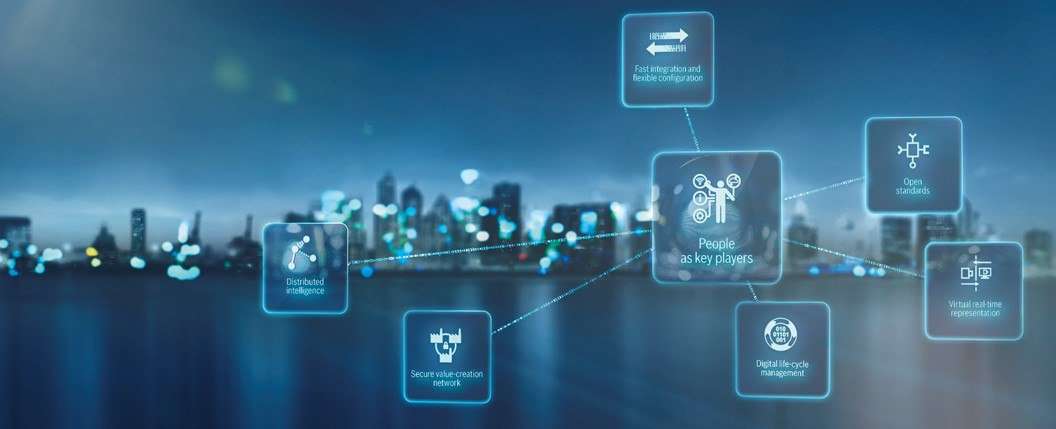 Fast integration and
flexible configuration
Open
standards
People
as key players
Distributed
intelligence
Virtual real-time
representation
Secure value-creation
network
Digital life-cycle
management
010
01101
001